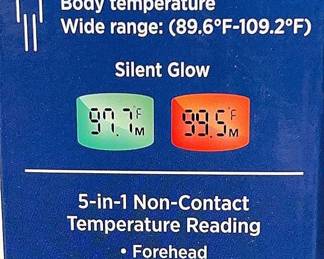 Body temperature
Wide range: (89.6°F-109.2°F)
Silent Glow
97.7°F M
99.5°F M
5-in-1 Non-Contact
Temperature Reading
• Forehead